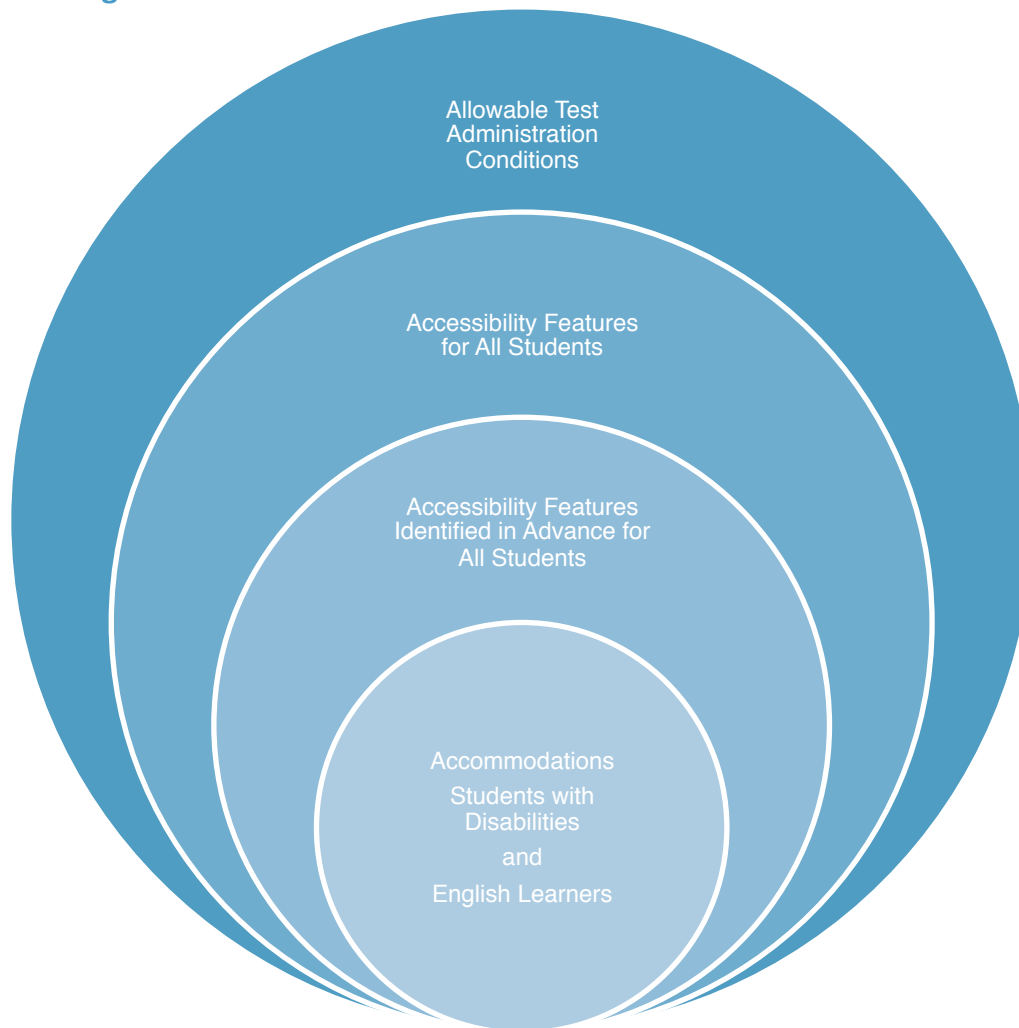 Allowable Test
Administration
Conditions
Accessibility Features
for All Students
Accessibility Features
Identified in Advance for
All Students
Accommodations
Students with
Disabilities
and
English Learners